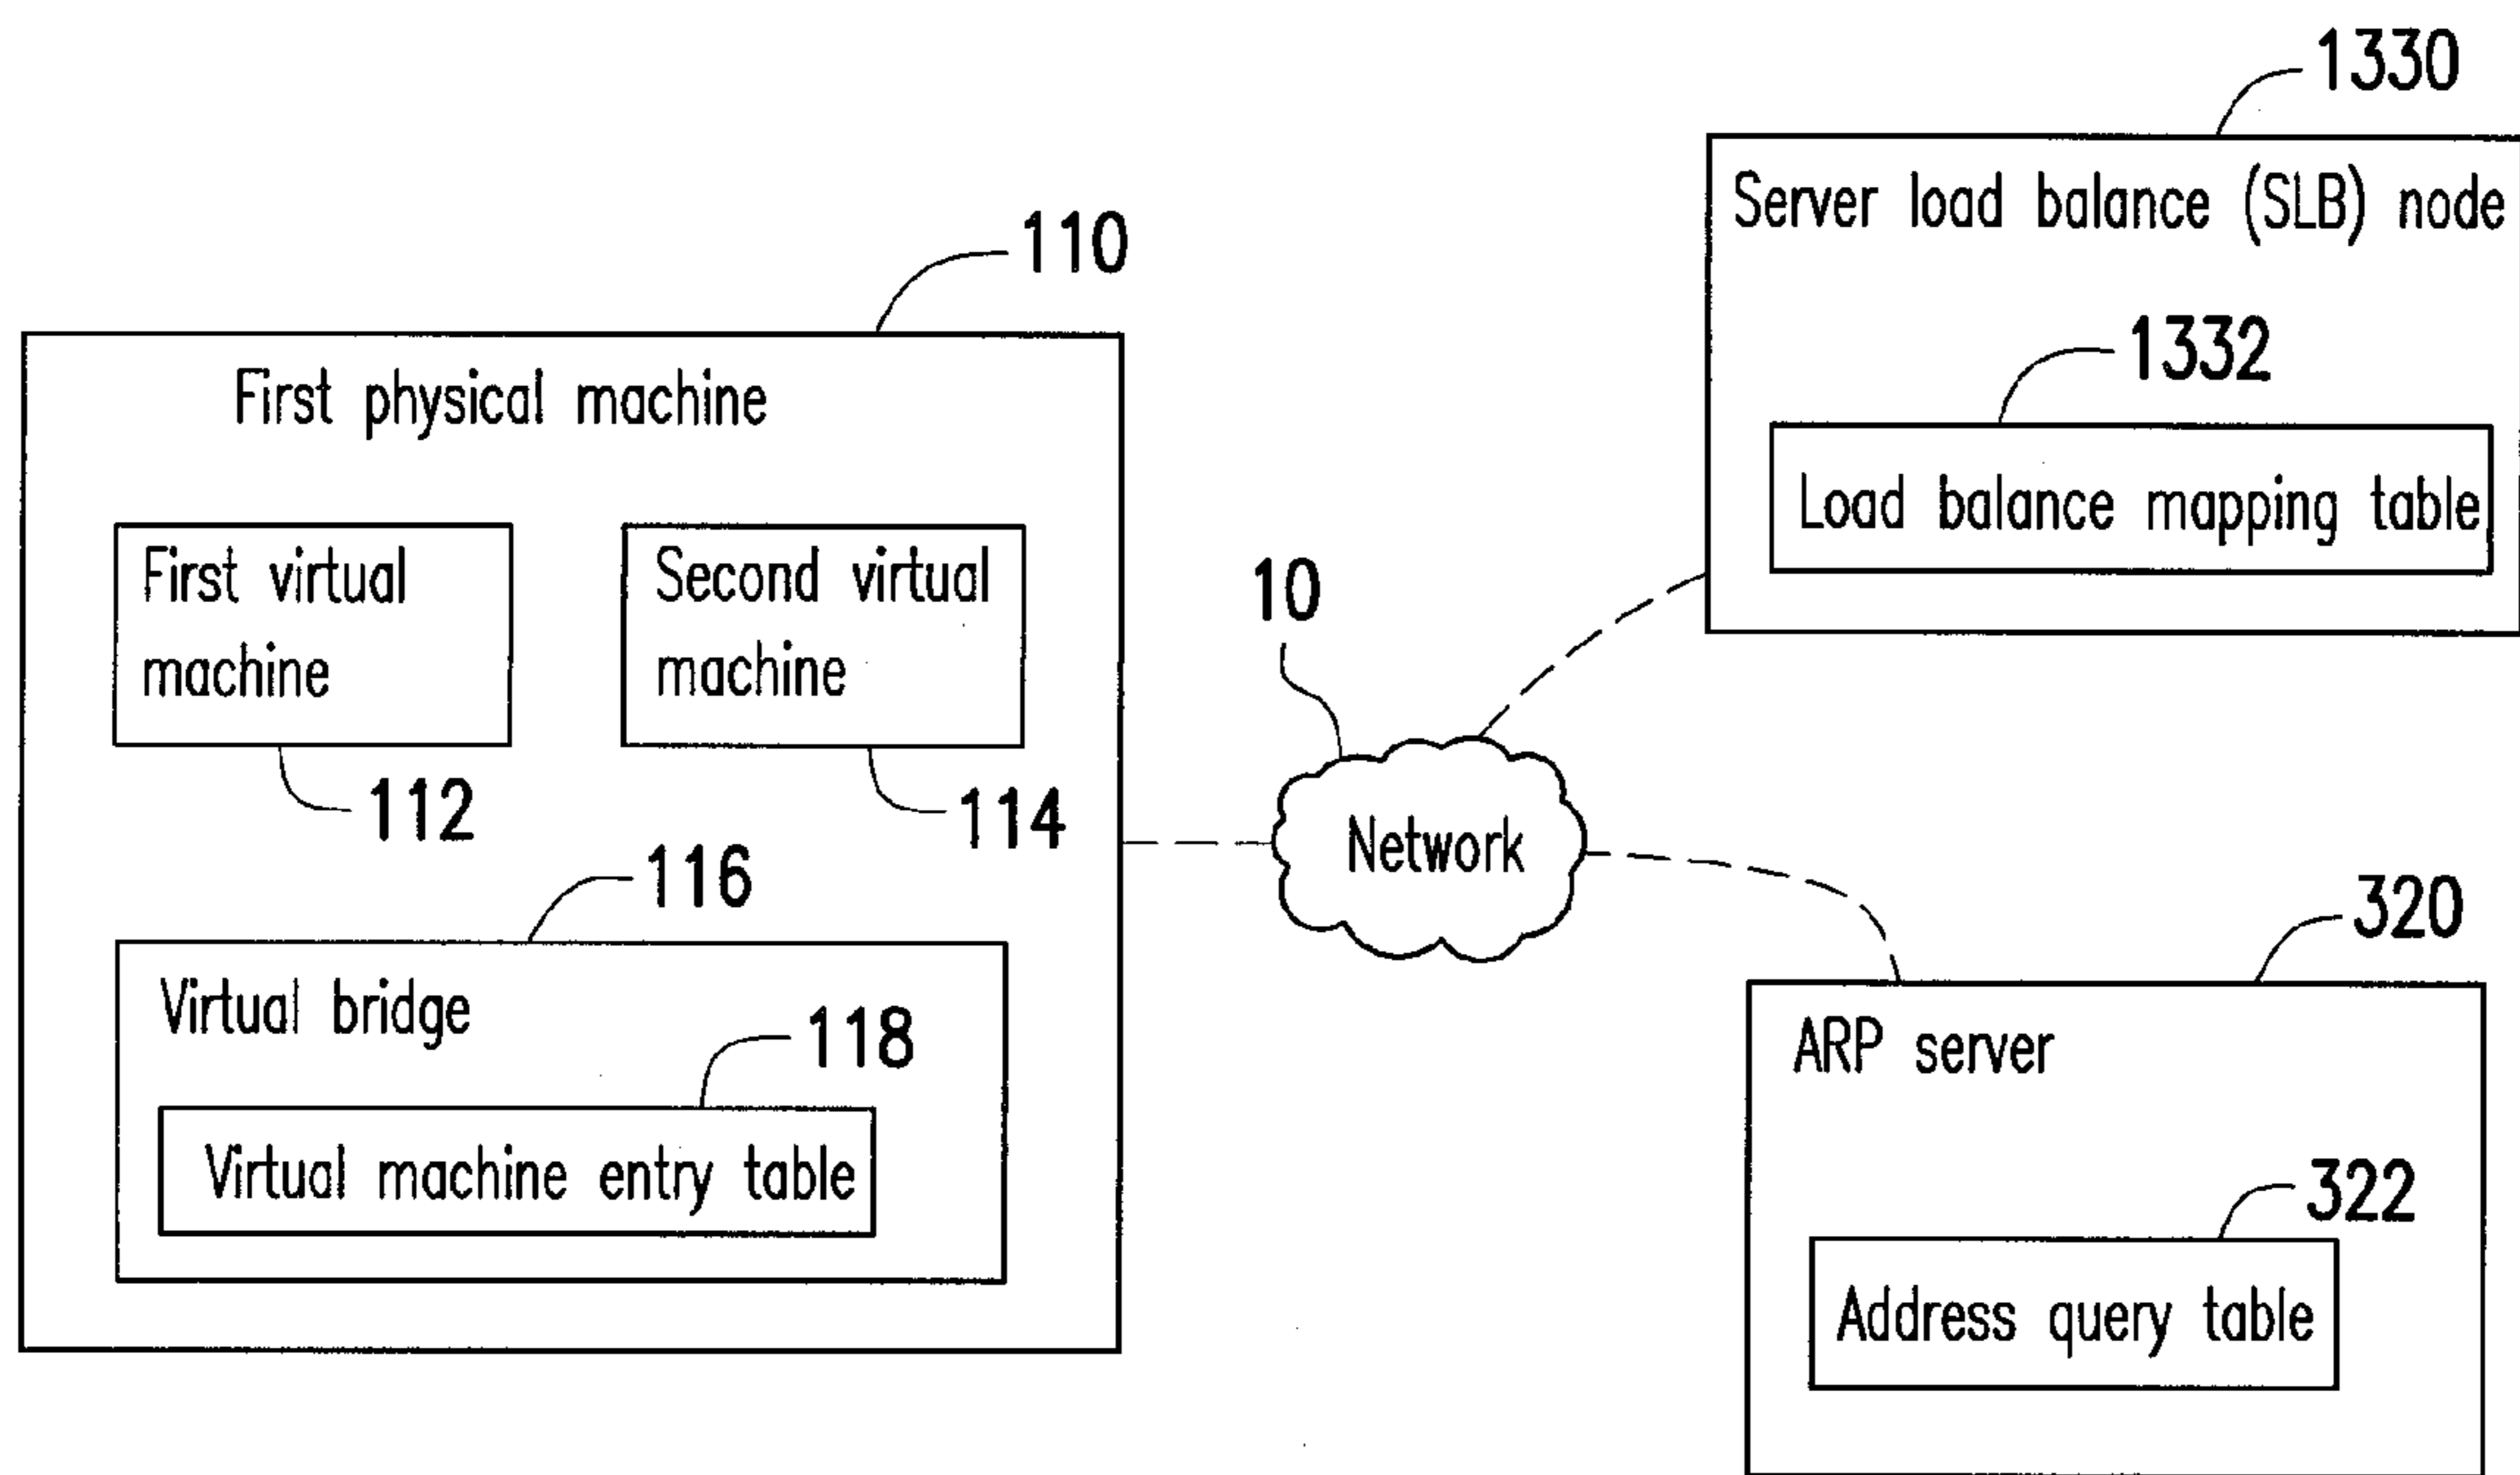 1330
Server load balance (SLB) node
1332
Load balance mapping table
110
First physical machine
First virtual
machine
112
Second virtual
machine
114
116
Virtual bridge
118
Virtual machine entry table
10
Network
320
ARP server
322
Address query table